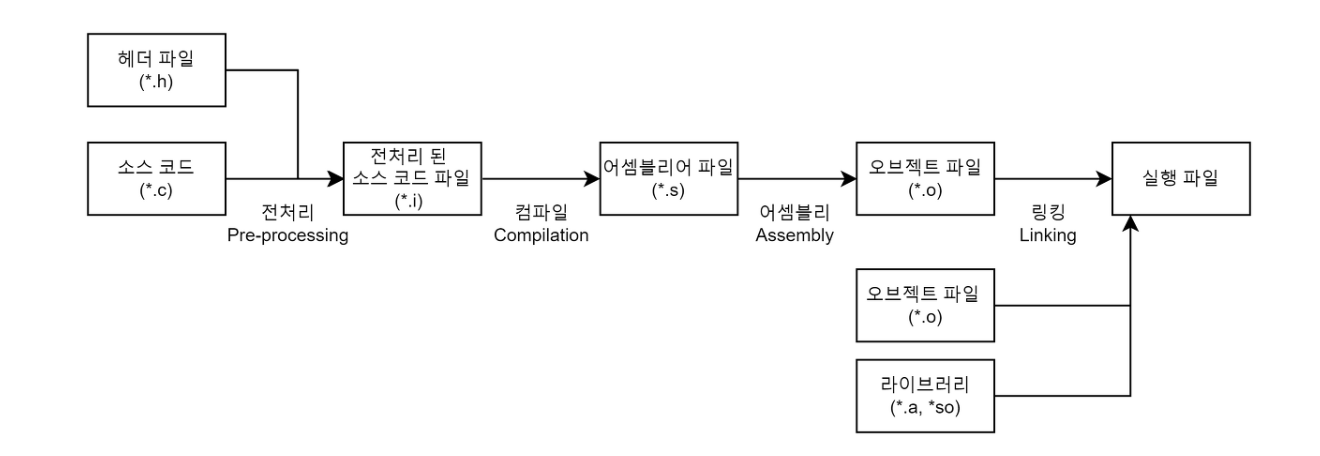 헤더 파일
(*.h)
소스 코드
(*.c)
전처리
Pre-processing
전처리 된
소스 코드 파일
(*.i)
컴파일
Compilation
어셈블리어 파일
(*.s)
어셈블리
Assembly
오브젝트 파일
(*.o)
링킹
Linking
실행 파일
오브젝트 파일
(*.o)
라이브러리
(*.a, *so)